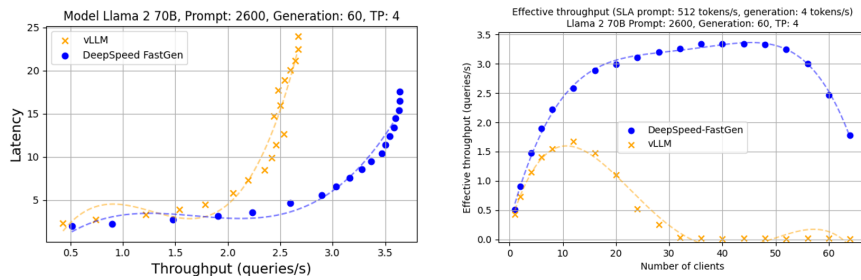 Model Llama 2 70B, Prompt: 2600, Generation: 60, TP: 4
25
20
15
10
5
vLLM
DeepSpeed FastGen
Latency
0.5 1.0 1.5 2.0 2.5 3.0 3.5
Throughput (queries/s)
Effective throughput (SLA prompt: 512 tokens/s, generation: 4 tokens/s)
Llama 2 70B, Prompt: 2600, Generation: 60, TP: 4
3.5
3.0
2.5
2.0
1.5
1.0
0.5
0.0
DeepSpeed-FastGen
vLLM
Effective throughput (queries/s)
0 10 20 30 40 50 60
Number of clients